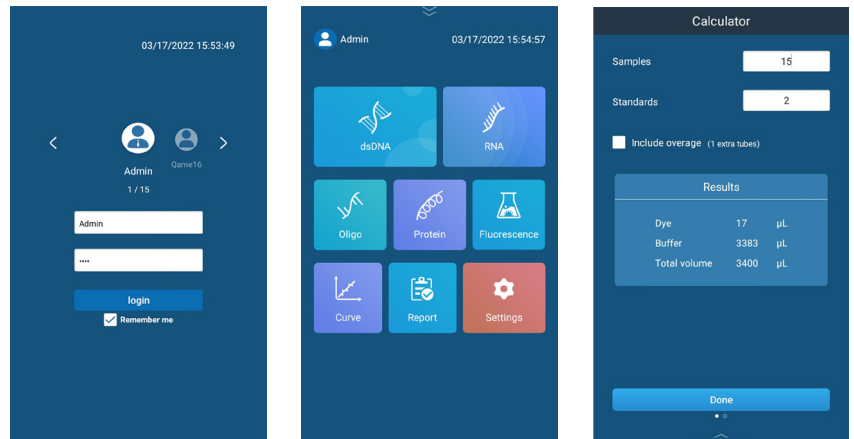 03/17/2022 15:53:49
Admin
Qame16
1 / 15
Admin
••••
login
Remember me
Admin
03/17/2022 15:54:57
dsDNA
RNA
Oligo
Protein
Fluorescence
Curve
Report
Settings
Calculator
Samples 15
Standards 2
Include overage (1 extra tubes)
Results
Dye 17 µL
Buffer 3383 µL
Total volume 3400 µL
Done